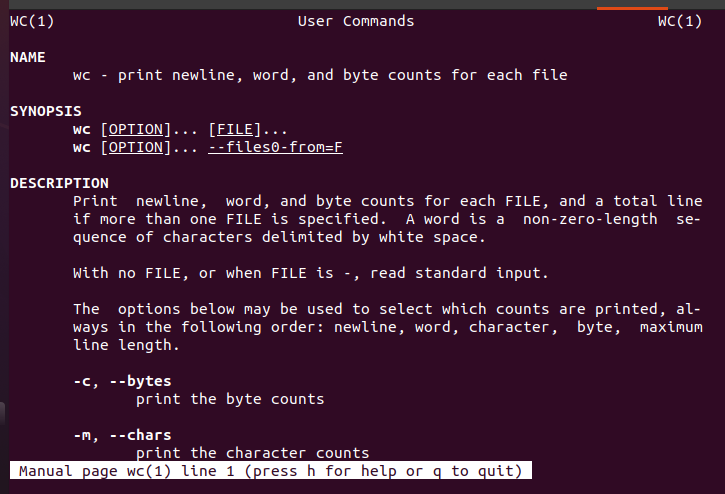 WC(1) User Commands WC(1)
NAME
wc - print newline, word, and byte counts for each file
SYNOPSIS
wc [OPTION]... [FILE]...
wc [OPTION]... --files0-from=F
DESCRIPTION
Print newline, word, and byte counts for each FILE, and a total line
if more than one FILE is specified. A word is a non-zero-length se-
quence of characters delimited by white space.
With no FILE, or when FILE is -, read standard input.
The options below may be used to select which counts are printed, al-
ways in the following order: newline, word, character, byte, maximum
line length.
-c, --bytes
print the byte counts
-m, --chars
print the character counts
Manual page wc(1) line 1 (press h for help or q to quit)